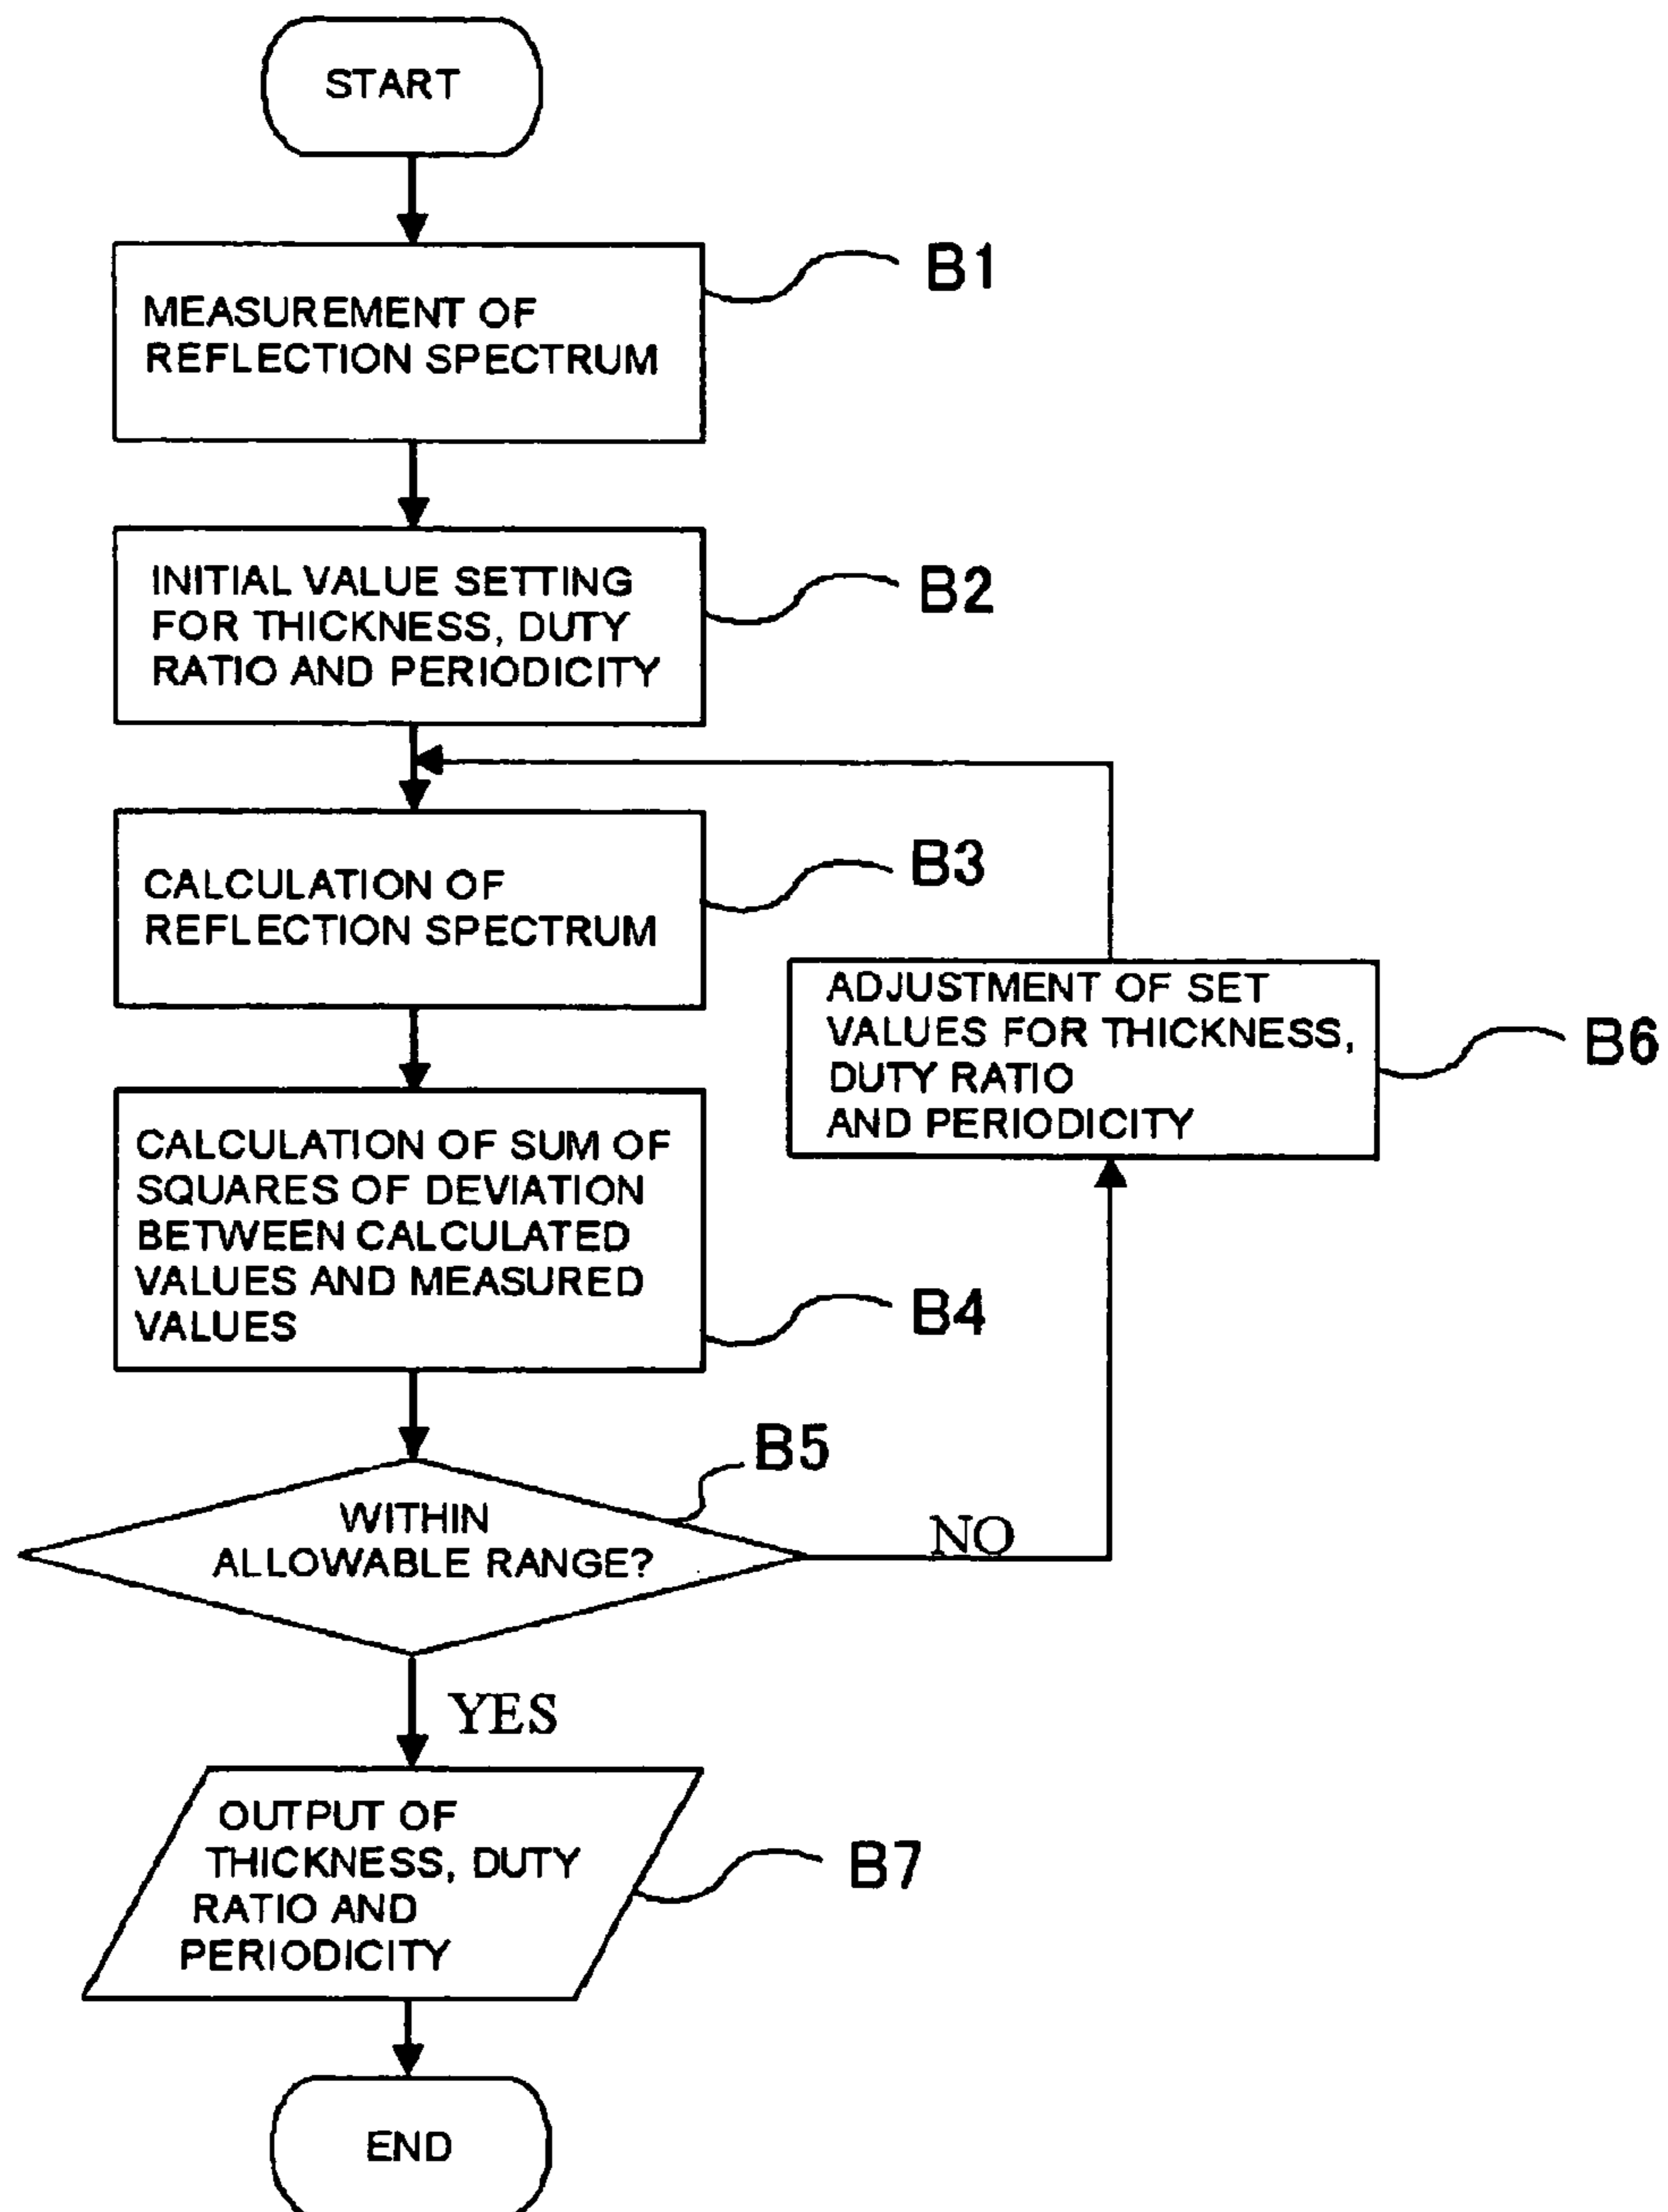 START
B1
MEASUREMENT OF
REFLECTION SPECTRUM
B2
INITIAL VALUE SETTING
FOR THICKNESS, DUTY
RATIO AND PERIODICITY
B3
CALCULATION OF
REFLECTION SPECTRUM
ADJUSTMENT OF SET
VALUES FOR THICKNESS,
DUTY RATIO
AND PERIODICITY
B6
CALCULATION OF SUM OF
SQUARES OF DEVIATION
BETWEEN CALCULATED
VALUES AND MEASURED
VALUES
B4
B5
WITHIN
ALLOWABLE RANGE?
NO
YES
OUTPUT OF
THICKNESS, DUTY
RATIO AND
PERIODICITY
B7
END